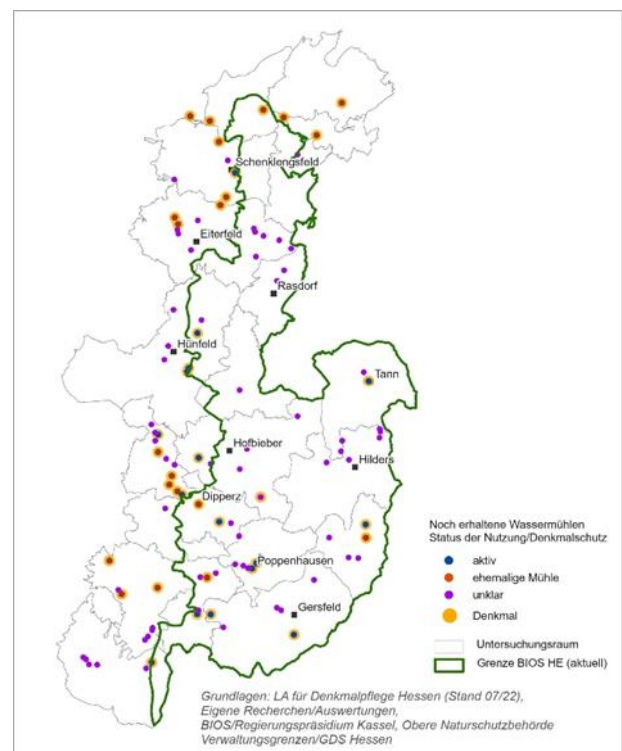 Schenklengsfeld
Eiterfeld
Rasdorf
Hünfeld
Tann
Hofbieber
Hilders
Dipperz
Noch erhaltene Wassermühlen
Status der Nutzung/Denkmalschutz
aktiv
ehemalige Mühle
Poppenhausen
unklar
Denkmal
Gersfeld
Untersuchungsraum
Grenze BIOS HE (aktuell)
Grundlagen: LA für Denkmalpflege Hessen (Stand 07/22),
Eigene Recherchen/Auswertungen,
BIOS/Regierungspräsidium Kassel, Obere Naturschutzbehörde
Verwaltungsgrenzen/GDS Hessen